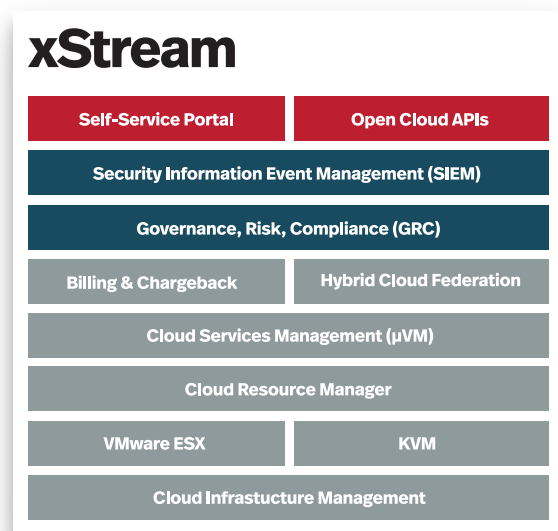 xStream
Self-Service Portal
Open Cloud APIs
Security Information Event Management (SIEM)
Governance, Risk, Compliance (GRC)
Billing & Chargeback
Hybrid Cloud Federation
Cloud Services Management (µVM)
Cloud Resource Manager
VMware ESX
KVM
Cloud Infrastucture Management